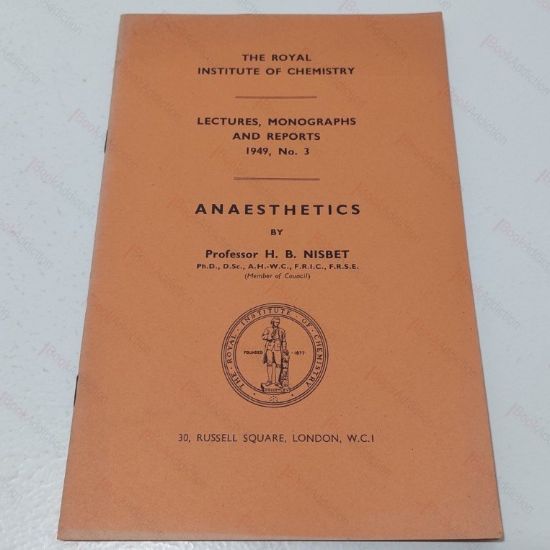 THE ROYAL
INSTITUTE OF CHEMISTRY
LECTURES, MONOGRAPHS
AND REPORTS
1949, No. 3
ANAESTHETICS
BY
Professor H. B. NISBET
Ph.D., D.Sc., A.H.-W.C., F.R.I.C., F.R.S.E.
(Member of Council)
· THE · ROYAL · INSTITUTE · OF · CHEMISTRY ·
FOUNDED · 1877
30, RUSSELL SQUARE, LONDON, W.C.1